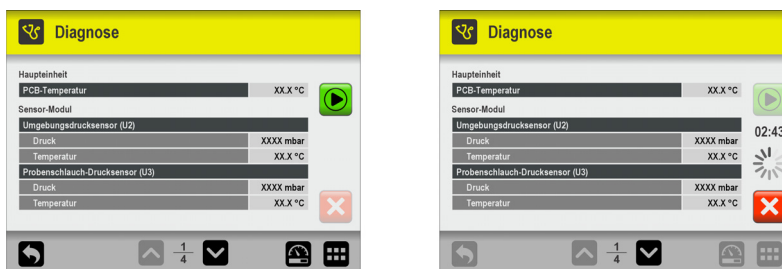 Diagnose
Haupteinheit
PCB-Temperatur XX.X °C
Sensor-Modul
Umgebungsdrucksensor (U2)
Druck XXXX mbar
Temperatur XX.X °C
Probenschlauch-Drucksensor (U3)
Druck XXXX mbar
Temperatur XX.X °C
1
4
Diagnose
Haupteinheit
PCB-Temperatur XX.X °C
Sensor-Modul
Umgebungsdrucksensor (U2)
02:43
Druck XXXX mbar
Temperatur XX.X °C
Probenschlauch-Drucksensor (U3)
Druck XXXX mbar
Temperatur XX.X °C
1
4